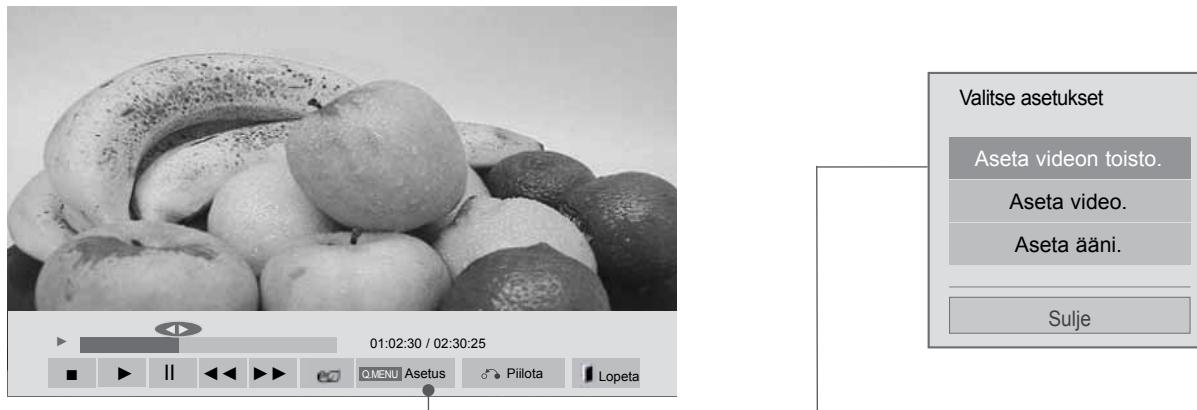 01:02:30 / 02:30:25
Q.MENU Asetus
Piilota
Lopeta
Valitse asetukset
Aseta videon toisto.
Aseta video.
Aseta ääni.
Sulje